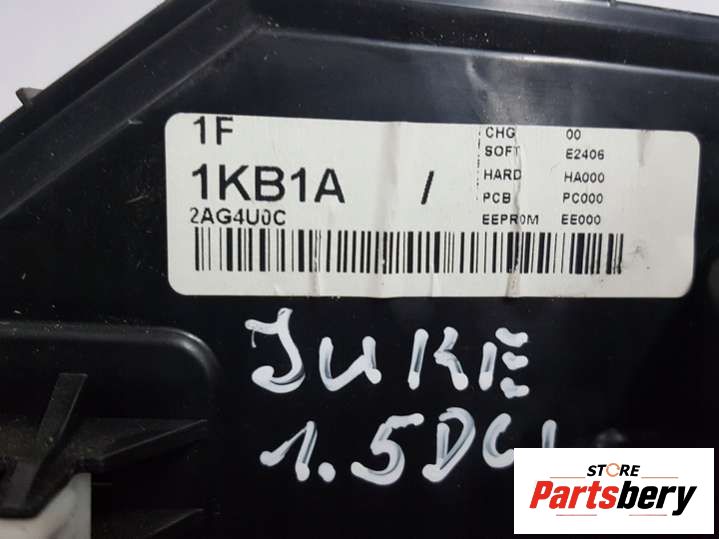 1F
1KB1A /
2AG4U0C
CHG 00
SOFT E2406
HARD HA000
PCB PC000
EEPROM EE000
JUKE
1.5DCI
STORE
Partsbery